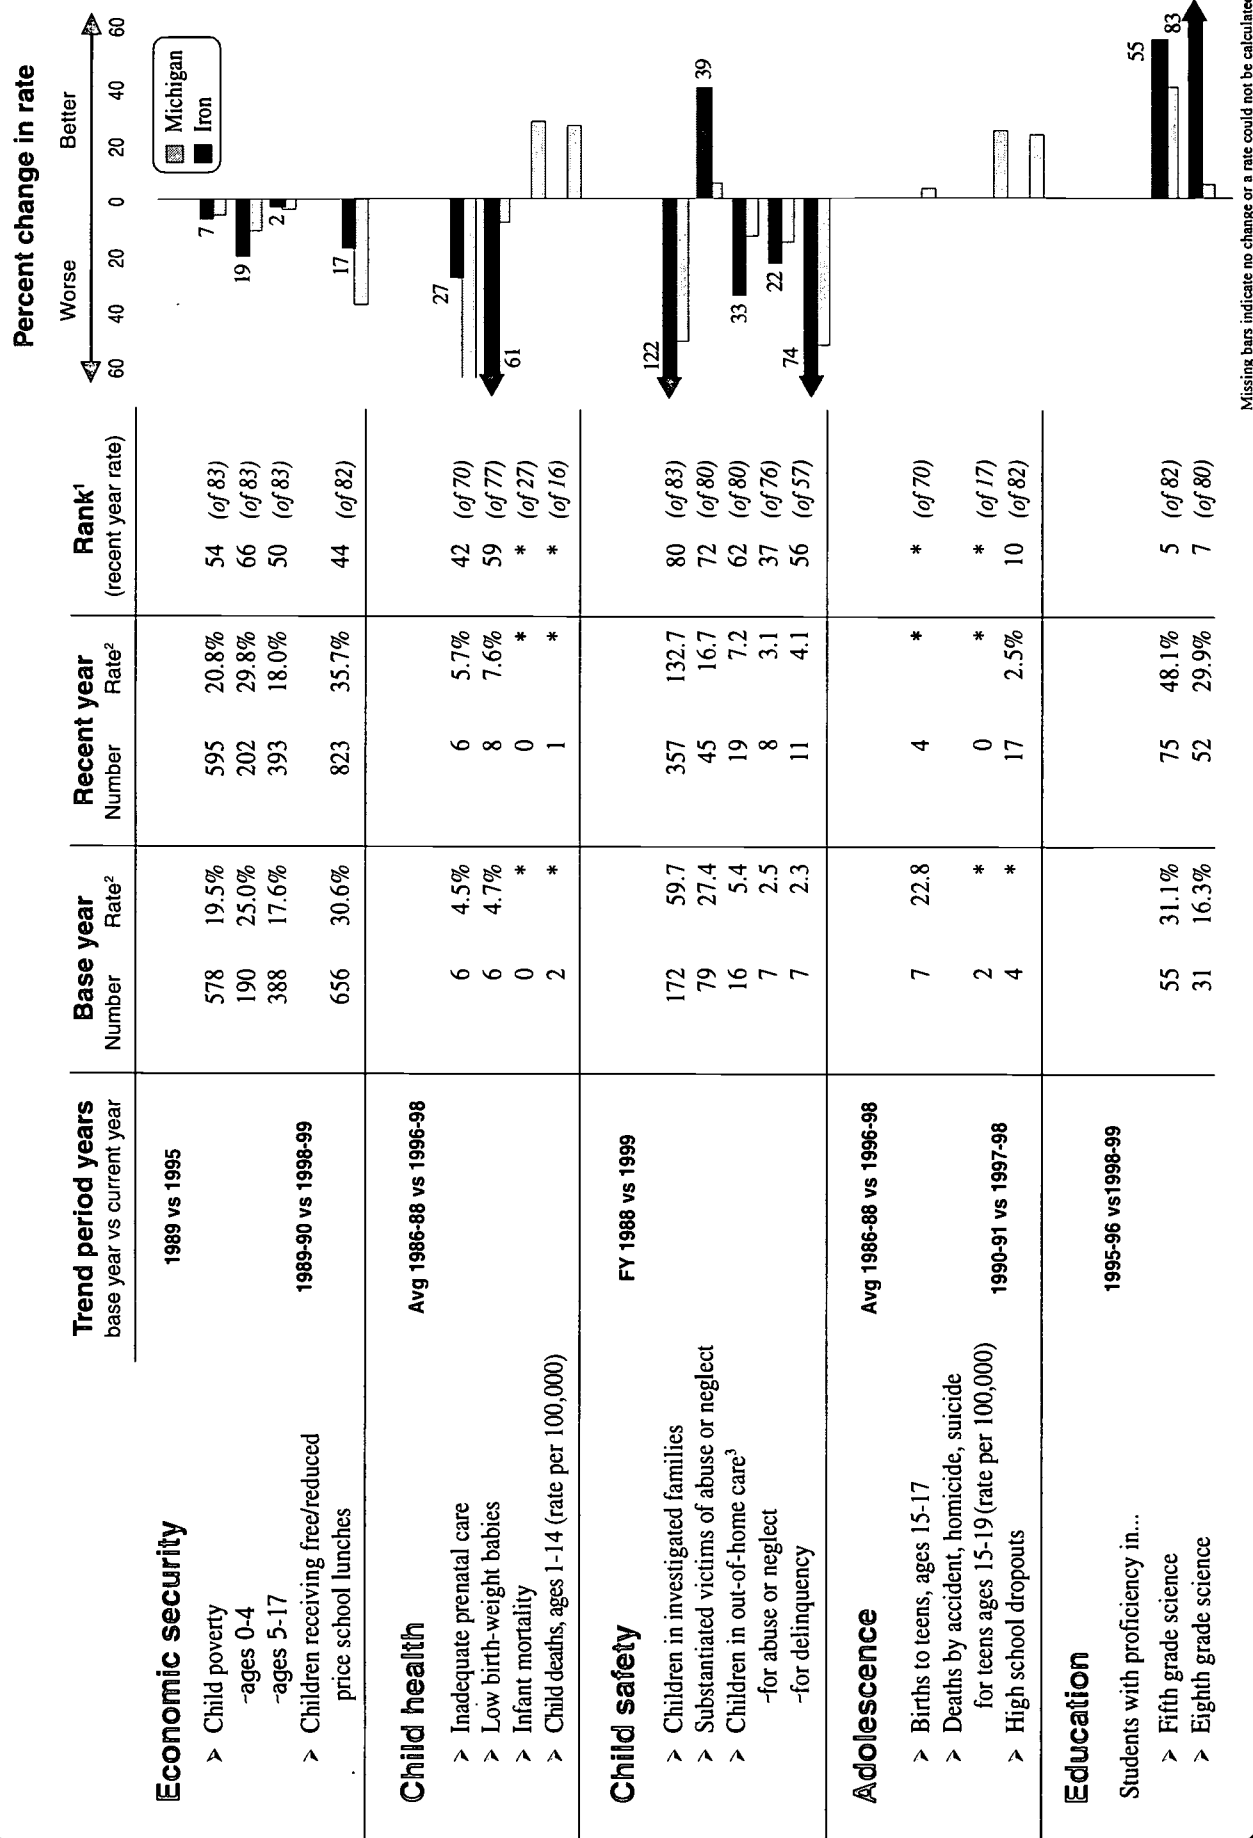 Trend period years Base year Recent year Rank¹ Percent change in rate
base year vs current year Number Rate² Number Rate² (recent year rate) Worse Better
60 40 20 0 20 40 60
Michigan
Iron
Economic security
1989 vs 1995
➢ Child poverty 578 19.5% 595 20.8% 54 (of 83) 7
-ages 0-4 190 25.0% 202 29.8% 66 (of 83) 19
-ages 5-17 388 17.6% 393 18.0% 50 (of 83) 2
➢ Children receiving free/reduced 1989-90 vs 1998-99
price school lunches 656 30.6% 823 35.7% 44 (of 82) 17
Child health
Avg 1986-88 vs 1996-98
➢ Inadequate prenatal care 6 4.5% 6 5.7% 42 (of 70) 27
➢ Low birth-weight babies 6 4.7% 8 7.6% 59 (of 77) 61
➢ Infant mortality 0 * 0 * * (of 27)
➢ Child deaths, ages 1-14 (rate per 100,000) 2 * 1 * * (of 16)
Child safety
FY 1988 vs 1999
➢ Children in investigated families 172 59.7 357 132.7 80 (of 83) 122
➢ Substantiated victims of abuse or neglect 79 27.4 45 16.7 72 (of 80) 39
➢ Children in out-of-home care³ 16 5.4 19 7.2 62 (of 80) 33
-for abuse or neglect 7 2.5 8 3.1 37 (of 76) 22
-for delinquency 7 2.3 11 4.1 56 (of 57) 74
Adolescence
Avg 1986-88 vs 1996-98
➢ Births to teens, ages 15-17 7 22.8 4 * * (of 70)
➢ Deaths by accident, homicide, suicide
for teens ages 15-19 (rate per 100,000) 2 * 0 * * (of 17)
➢ High school dropouts 1990-91 vs 1997-98 4 * 17 2.5% 10 (of 82)
Education
1995-96 vs1998-99
Students with proficiency in...
➢ Fifth grade science 55 31.1% 75 48.1% 5 (of 82) 55
➢ Eighth grade science 31 16.3% 52 29.9% 7 (of 80) 83
Missing bars indicate no change or a rate could not be calculated